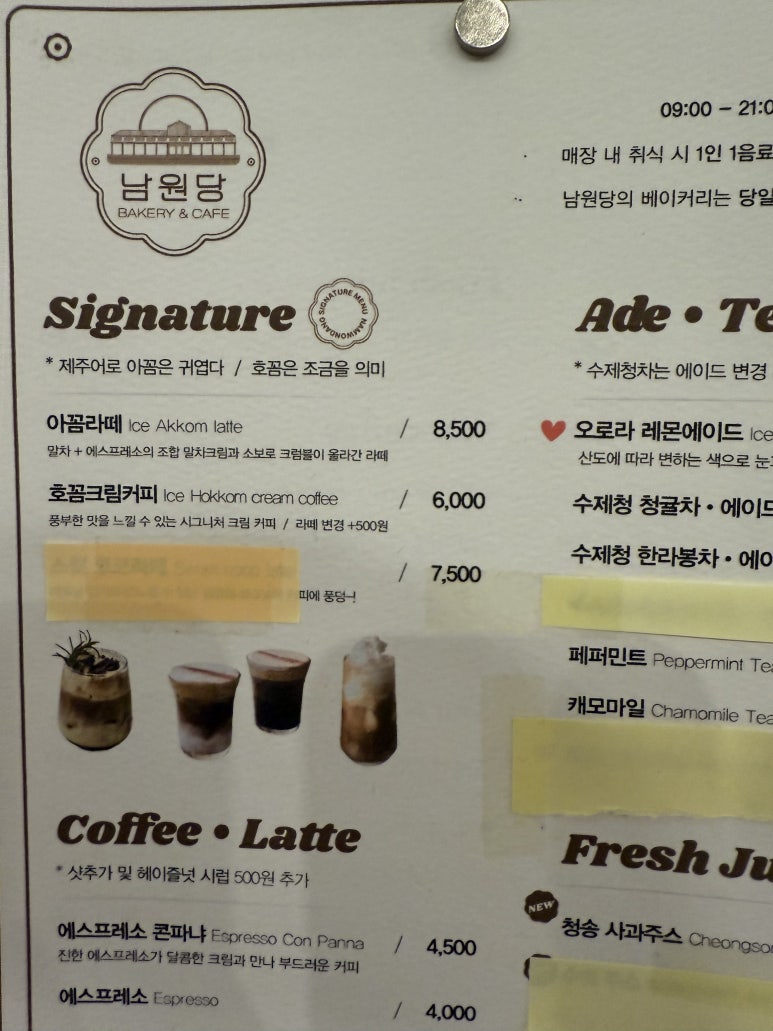 남원당
BAKERY & CAFE
09:00 – 21:0
매장 내 취식 시 1인 1음료
남원당의 베이커리는 당일
Signature
SIGNATURE MENU NAMWONDANG
* 제주어로 아꼼은 귀엽다 / 호꼼은 조금을 의미
아꼼라떼 Ice Akkom latte / 8,500
말차 + 에스프레소의 조합 말차크림과 소보로 크럼블이 올라간 라떼
호꼼크림커피 Ice Hokkom cream coffee / 6,000
풍부한 맛을 느낄 수 있는 시그니처 크림 커피 / 라떼 변경 +500원
/ 7,500
피에 풍덩~!
Coffee • Latte
* 샷추가 및 헤이즐넛 시럽 500원 추가
에스프레소 콘파냐 Espresso Con Panna / 4,500
진한 에스프레소가 달콤한 크림과 만나 부드러운 커피
에스프레소 Espresso / 4,000
Ade • Te
* 수제청차는 에이드 변경
오로라 레몬에이드 Ice
산도에 따라 변하는 색으로 눈
수제청 청귤차 • 에이드
수제청 한라봉차 • 에이
페퍼민트 Peppermint Tea
캐모마일 Chamomile Tea
Fresh Ju
NEW
청송 사과주스 Cheongson